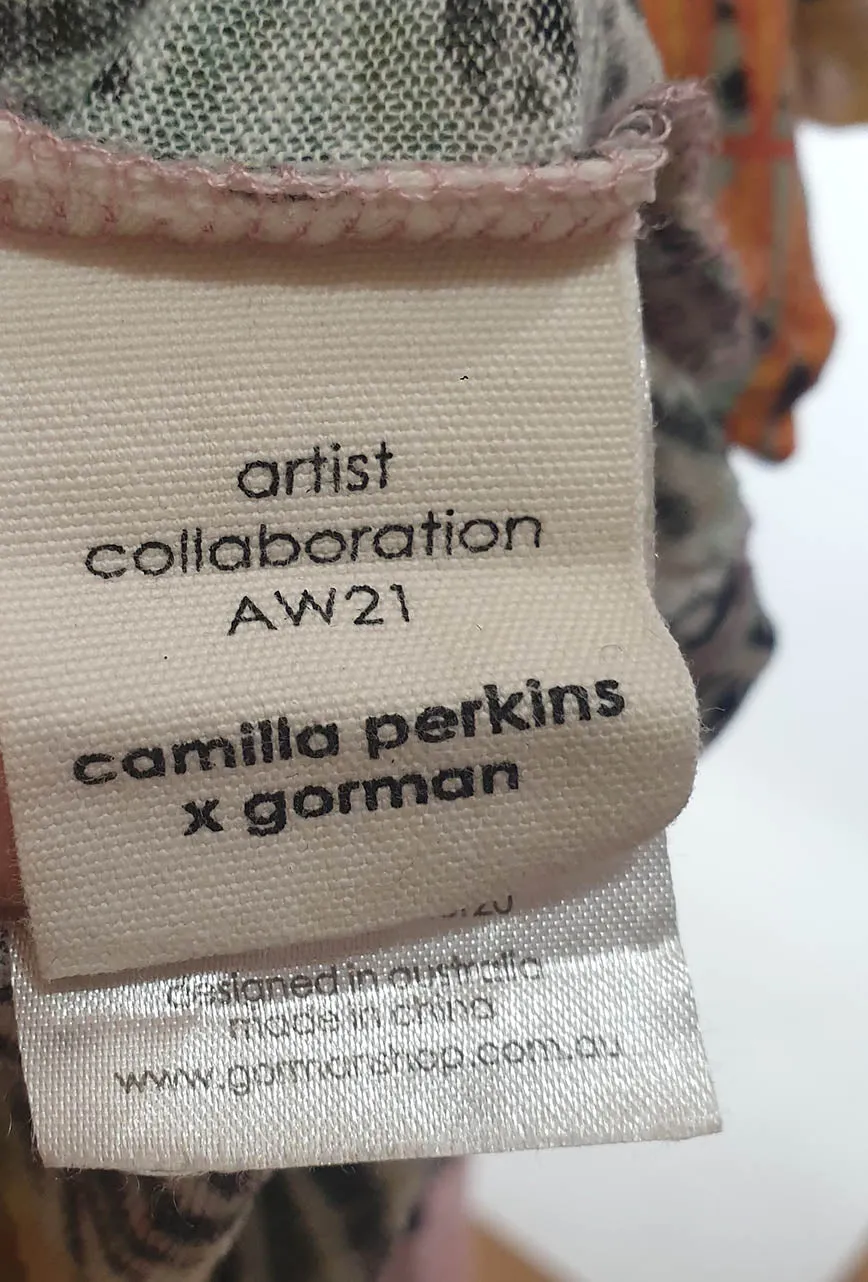 artist
collaboration
AW21
camilla perkins
x gorman
designed in australia
made in china
www.gormanshop.com.au